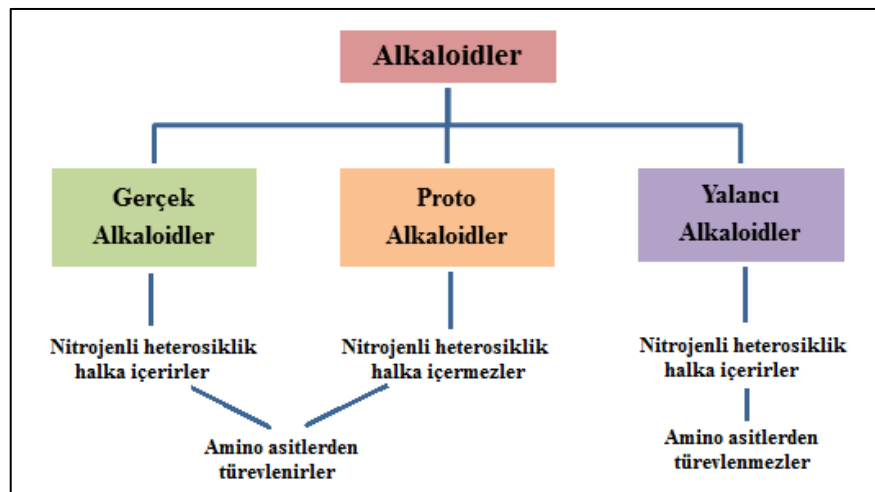 Alkaloidler
Gerçek
Alkaloidler
Proto
Alkaloidler
Yalancı
Alkaloidler
Nitrojenli heterosiklik
halka içerirler
Nitrojenli heterosiklik
halka içermezler
Nitrojenli heterosiklik
halka içerirler
Amino asitlerden
türevlenirler
Amino asitlerden
türevlenmezler